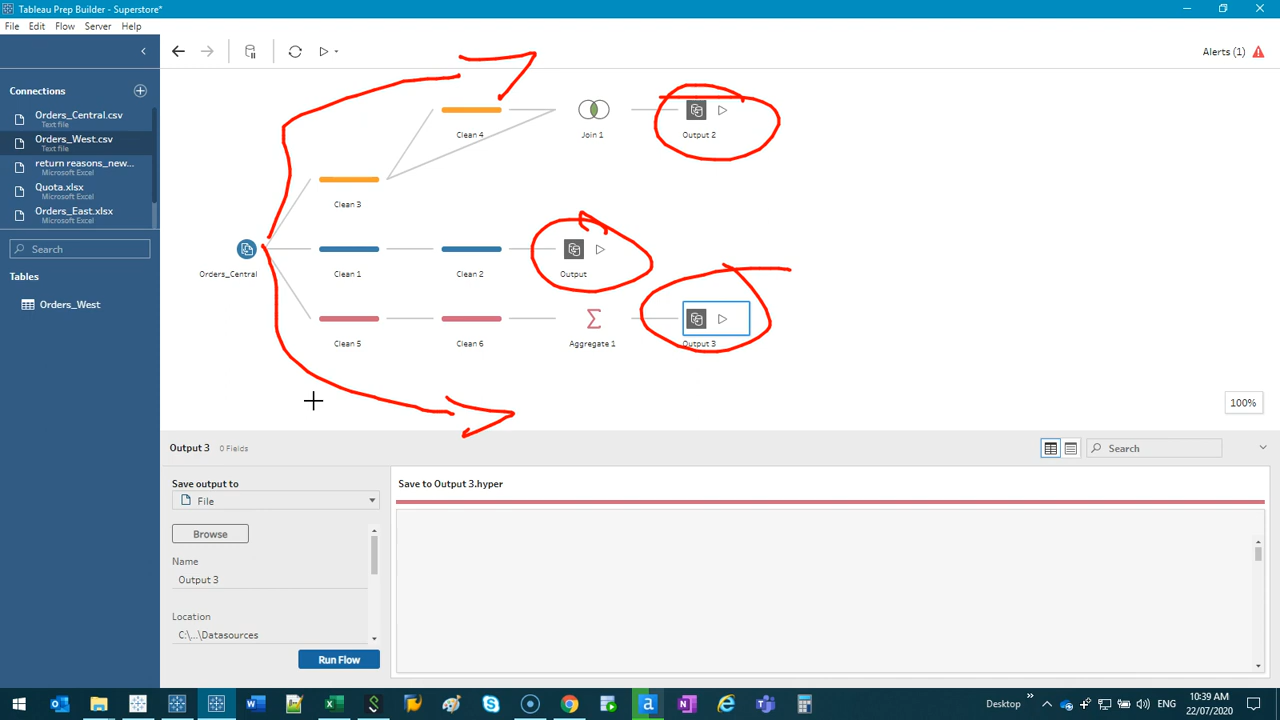 Tableau Prep Builder - Superstore*
File Edit Flow Server Help
Alerts (1)
Connections
Orders_Central.csv
Text file
Orders_West.csv
Text file
return reasons_new...
Microsoft Excel
Quota.xlsx
Microsoft Excel
Orders_East.xlsx
Microsoft Excel
Search
Tables
Orders_West
Clean 4
Join 1
Output 2
Clean 3
Orders_Central
Clean 1
Clean 2
Output
Clean 5
Clean 6
Aggregate 1
Output 3
100%
Output 3 0 Fields
Search
Save output to
File
Browse
Name
Output 3
Location
C:\...\Datasources
Run Flow
Save to Output 3.hyper
Desktop
ENG
10:39 AM
22/07/2020